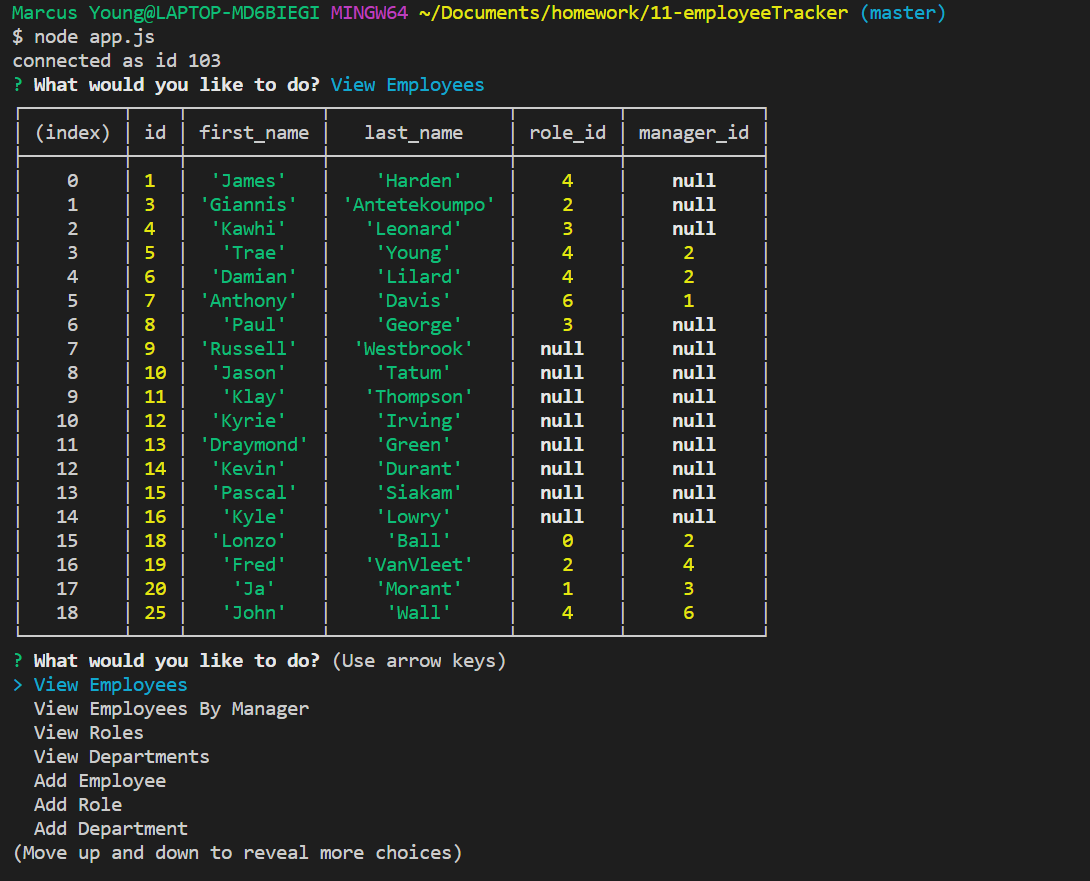 Marcus Young@LAPTOP-MD6BIEGI MINGW64 ~/Documents/homework/11-employeeTracker (master)
$ node app.js
connected as id 103
? What would you like to do? View Employees
(index) id first_name last_name role_id manager_id
0 1 'James' 'Harden' 4 null
1 3 'Giannis' 'Antetekoumpo' 2 null
2 4 'Kawhi' 'Leonard' 3 null
3 5 'Trae' 'Young' 4 2
4 6 'Damian' 'Lilard' 4 2
5 7 'Anthony' 'Davis' 6 1
6 8 'Paul' 'George' 3 null
7 9 'Russell' 'Westbrook' null null
8 10 'Jason' 'Tatum' null null
9 11 'Klay' 'Thompson' null null
10 12 'Kyrie' 'Irving' null null
11 13 'Draymond' 'Green' null null
12 14 'Kevin' 'Durant' null null
13 15 'Pascal' 'Siakam' null null
14 16 'Kyle' 'Lowry' null null
15 18 'Lonzo' 'Ball' 0 2
16 19 'Fred' 'VanVleet' 2 4
17 20 'Ja' 'Morant' 1 3
18 25 'John' 'Wall' 4 6
? What would you like to do? (Use arrow keys)
> View Employees
View Employees By Manager
View Roles
View Departments
Add Employee
Add Role
Add Department
(Move up and down to reveal more choices)